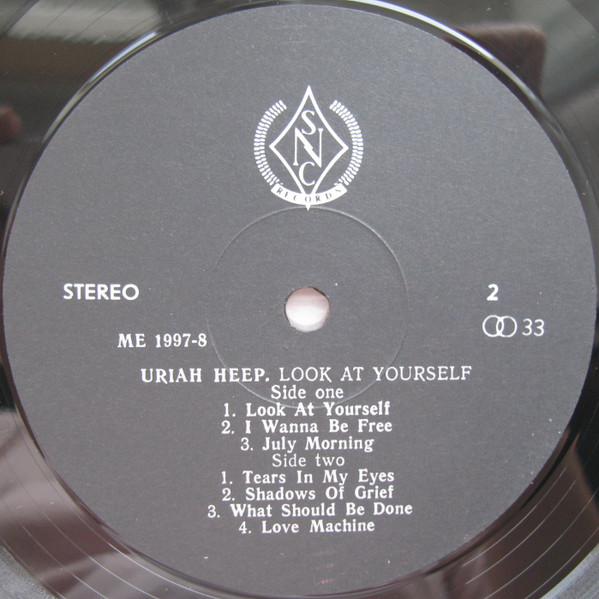 SNC
RECORDS
STEREO
2
ME 1997-8
33
URIAH HEEP. LOOK AT YOURSELF
Side one
1. Look At Yourself
2. I Wanna Be Free
3. July Morning
Side two
1. Tears In My Eyes
2. Shadows Of Grief
3. What Should Be Done
4. Love Machine